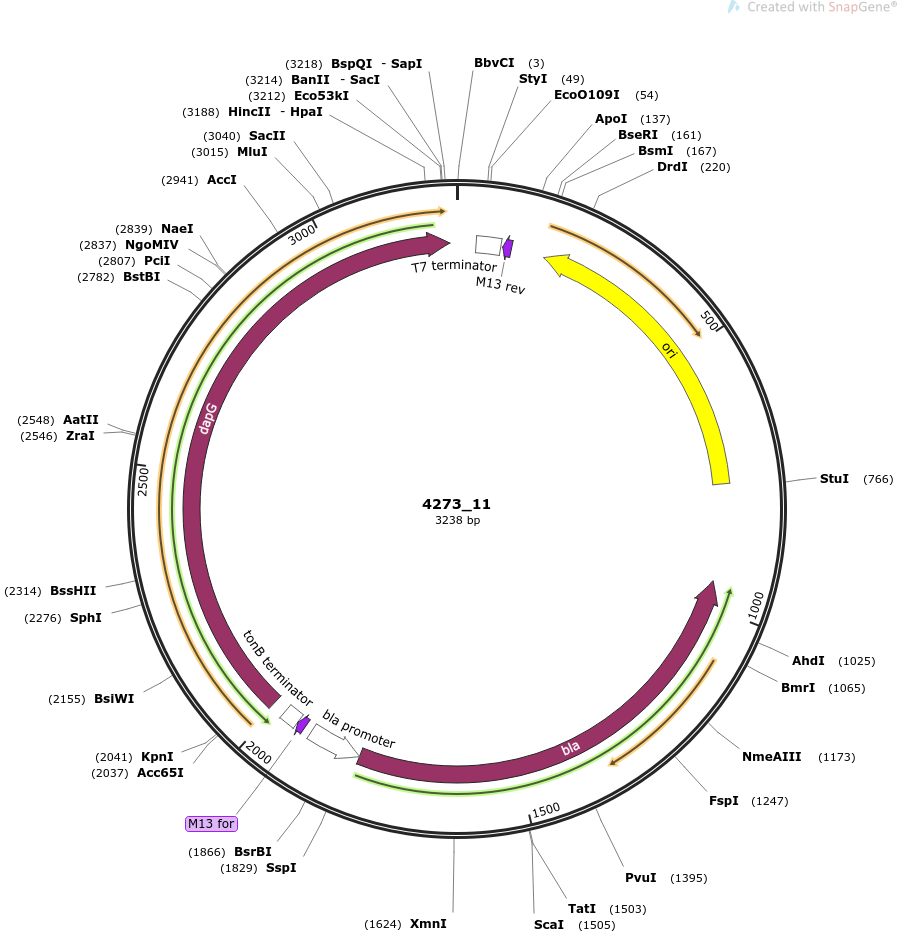 Created with SnapGene®
(3218) BspQI - SapI
(3214) BanII - SacI
(3212) Eco53kI
(3188) HincII - HpaI
(3040) SacII
(3015) MluI
(2941) AccI
(2839) NaeI
(2837) NgoMIV
(2807) PciI
(2782) BstBI
(2548) AatII
(2546) ZraI
(2314) BssHII
(2276) SphI
(2155) BsiWI
(2041) KpnI
(2037) Acc65I
(1866) BsrBI
(1829) SspI
(1624) XmnI
BbvCI (3)
StyI (49)
EcoO109I (54)
ApoI (137)
BseRI (161)
BsmI (167)
DrdI (220)
StuI (766)
AhdI (1025)
BmrI (1065)
NmeAIII (1173)
FspI (1247)
PvuI (1395)
TatI (1503)
ScaI (1505)
500
1000
1500
2000
2500
3000
T7 terminator
M13 rev
ori
bla
bla promoter
M13 for
tonB terminator
dapG
4273_11
3238 bp